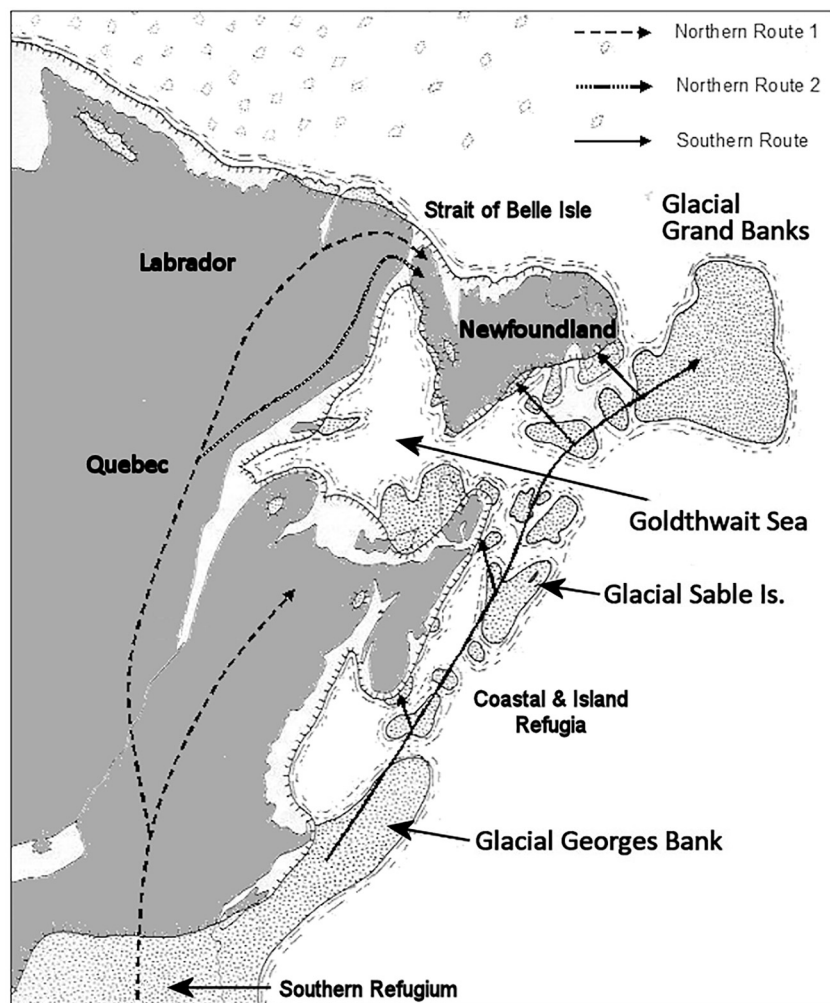 Northern Route 1
Northern Route 2
Southern Route
Strait of Belle Isle
Glacial
Grand Banks
Labrador
Newfoundland
Quebec
Goldthwait Sea
Glacial Sable Is.
Coastal & Island
Refugia
Glacial Georges Bank
Southern Refugium